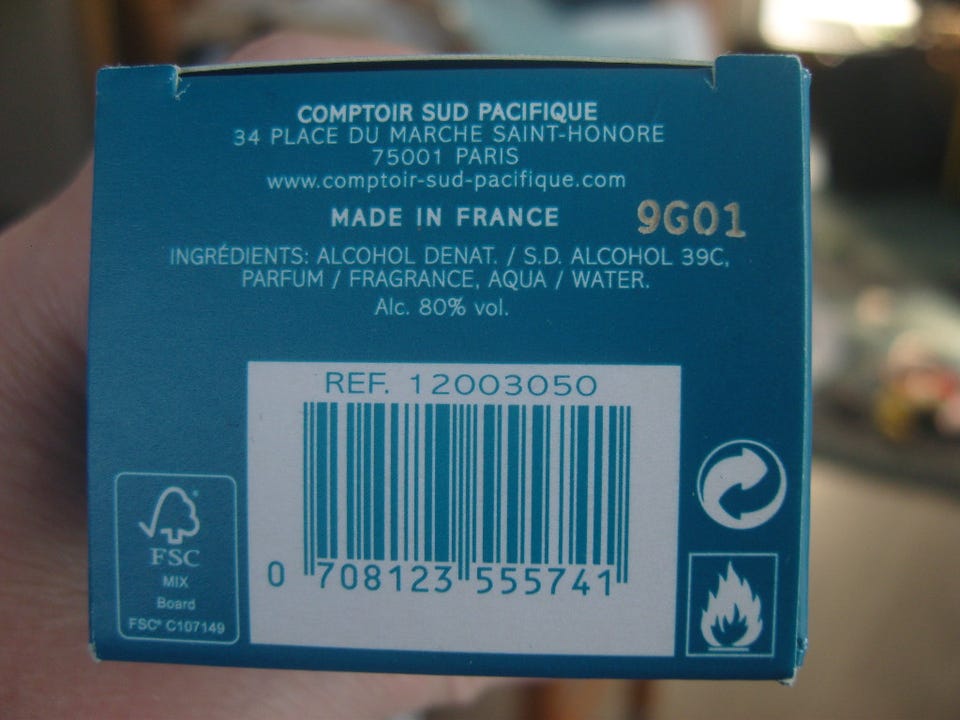 COMPTOIR SUD PACIFIQUE
34 PLACE DU MARCHE SAINT-HONORE
75001 PARIS
www.comptoir-sud-pacifique.com
MADE IN FRANCE
9G01
INGRÉDIENTS: ALCOHOL DENAT. / S.D. ALCOHOL 39C,
PARFUM / FRAGRANCE, AQUA / WATER.
Alc. 80% vol.
REF. 12003050
0 708123 555741
FSC
MIX
Board
FSC® C107149